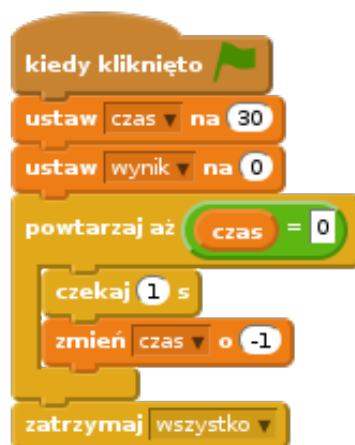 kiedy kliknięto
ustaw czas na 30
ustaw wynik na 0
powtarzaj aż czas = 0
czekaj 1 s
zmień czas o -1
zatrzymaj wszystko